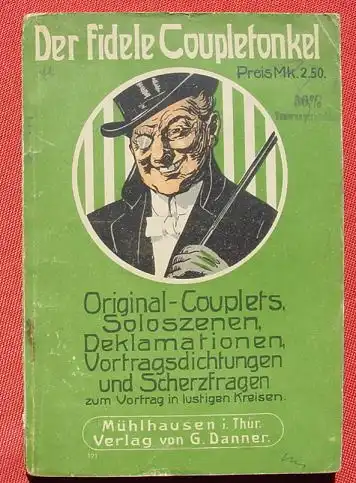 Der fidele Coupletonkel
Preis Mk. 2.50.
Original-Couplets,
Soloszenen,
Deklamationen,
Vortragsdichtungen
und Scherzfragen
zum Vortrag in lustigen Kreisen.
Mühlhausen i. Thür.
Verlag von G. Danner.